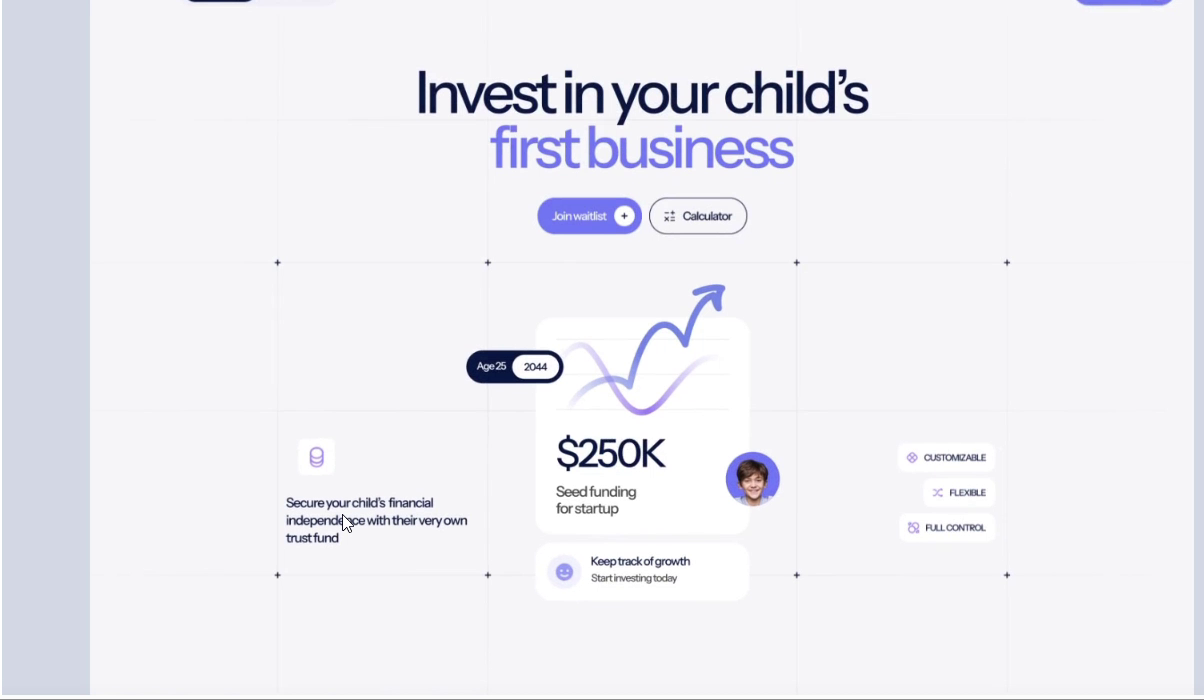 Invest in your child's
first business
Join waitlist
Calculator
Age 25 2044
$250K
Seed funding
for startup
Keep track of growth
Start investing today
Secure your child's financial
independence with their very own
trust fund
CUSTOMIZABLE
FLEXIBLE
FULL CONTROL